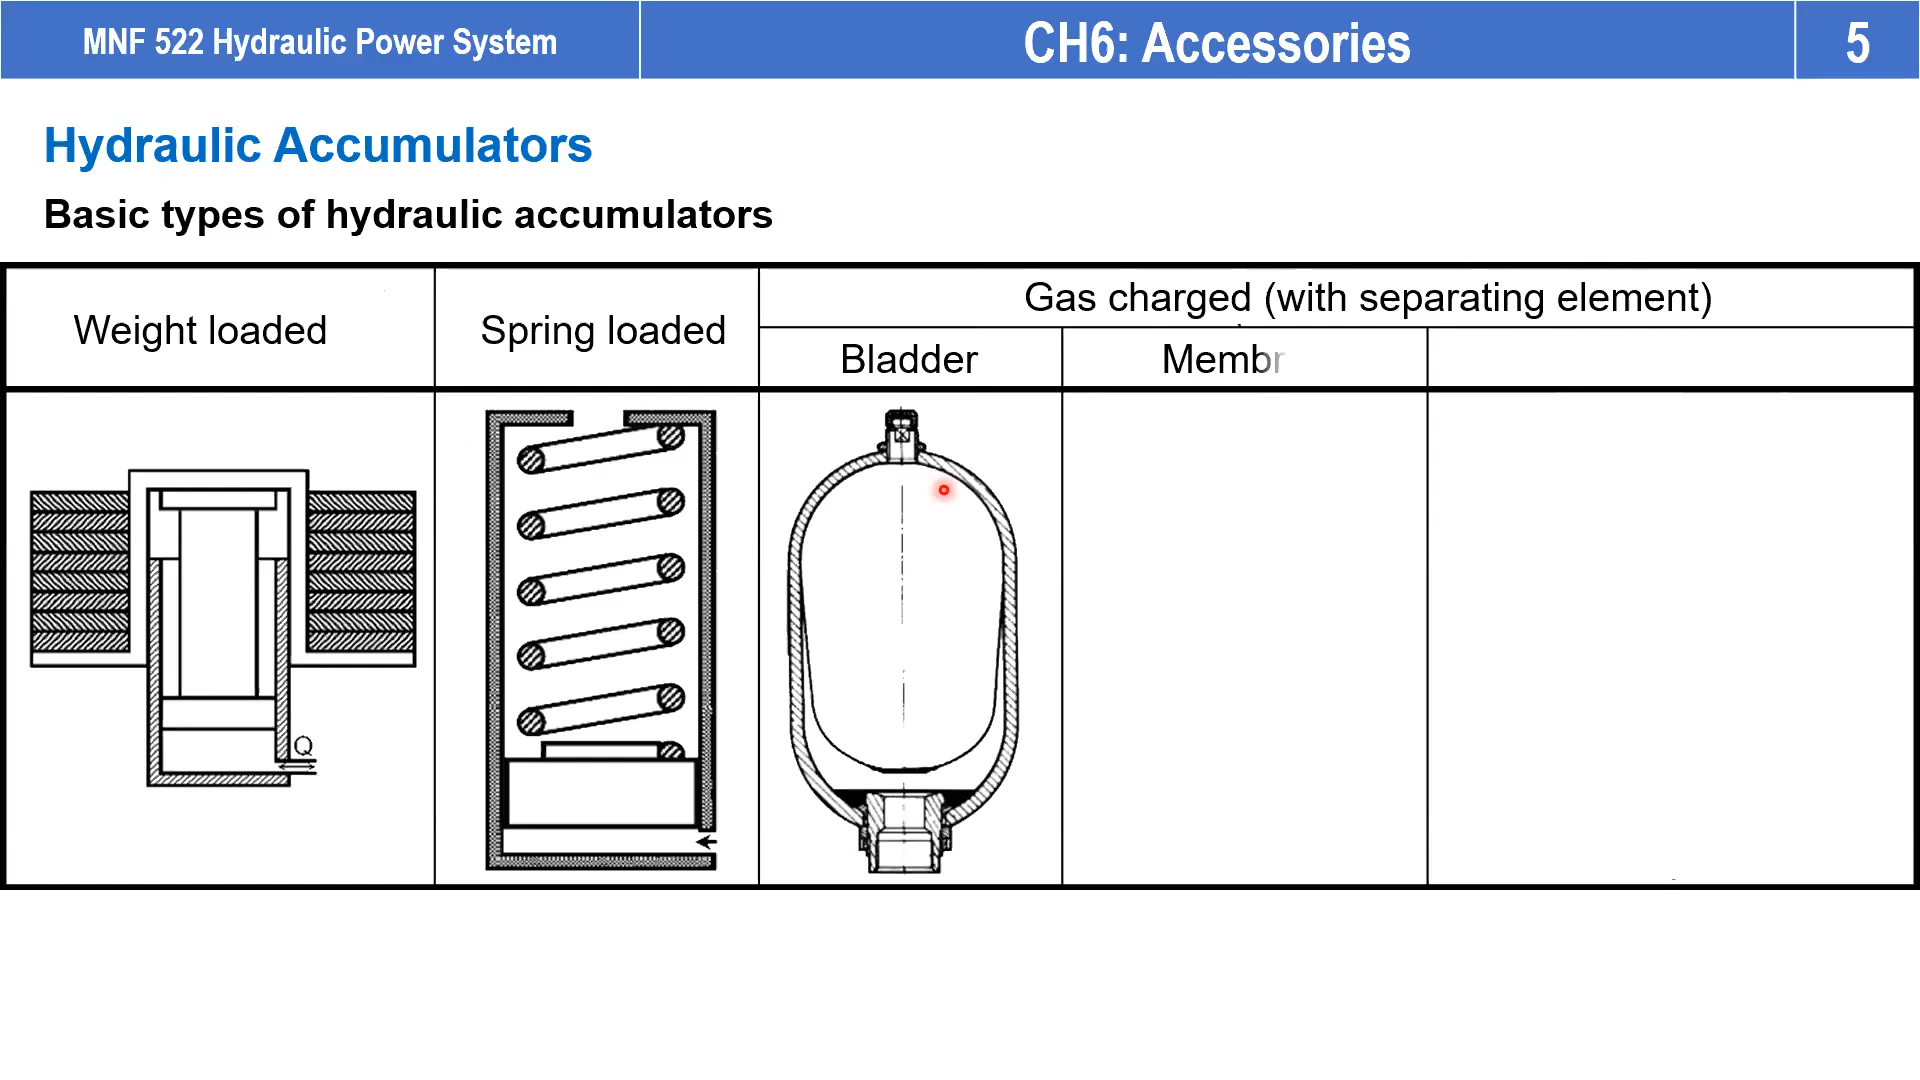 MNF 522 Hydraulic Power System
CH6: Accessories
5
Hydraulic Accumulators
Basic types of hydraulic accumulators
Weight loaded
Spring loaded
Gas charged (with separating element)
Bladder
Membr
Q